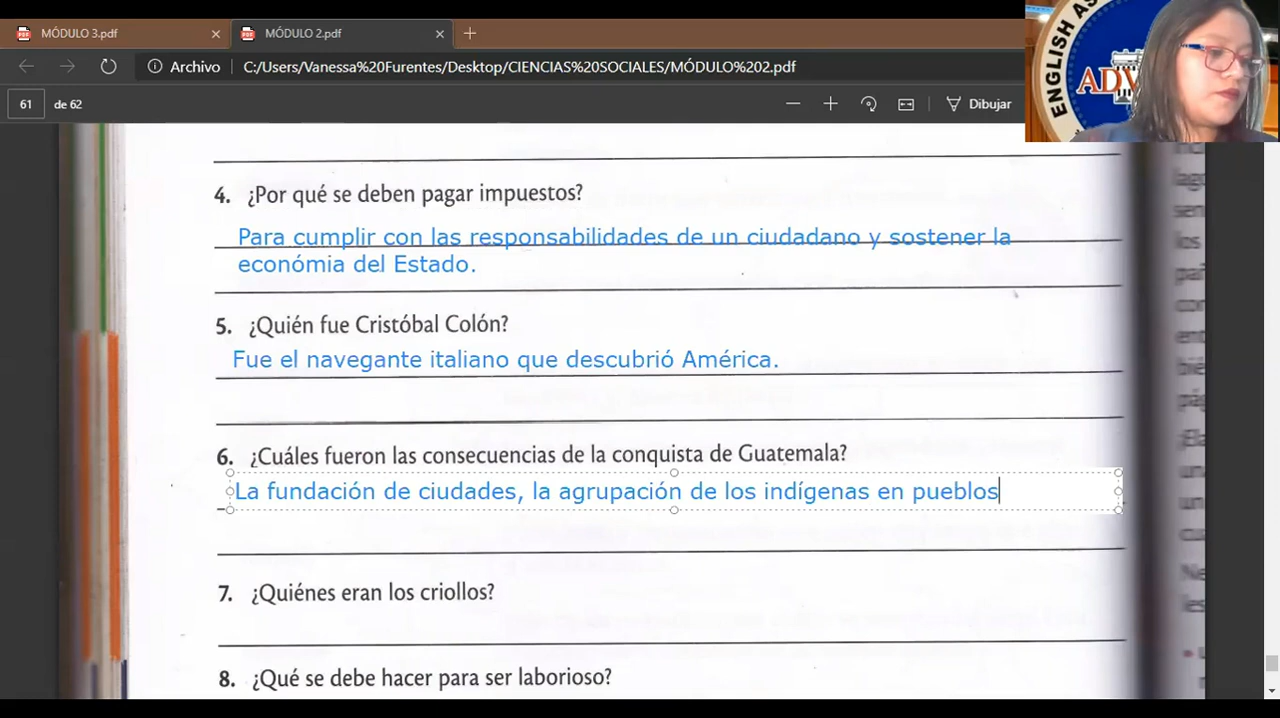 MÓDULO 3.pdf
MÓDULO 2.pdf
Archivo
C:/Users/Vanessa%20Furentes/Desktop/CIENCIAS%20SOCIALES/MÓDULO%202.pdf
61 de 62
Dibujar
ENGLISH AS
ADV
4. ¿Por qué se deben pagar impuestos?
Para cumplir con las responsabilidades de un ciudadano y sostener la
económia del Estado.
5. ¿Quién fue Cristóbal Colón?
Fue el navegante italiano que descubrió América.
6. ¿Cuáles fueron las consecuencias de la conquista de Guatemala?
La fundación de ciudades, la agrupación de los indígenas en pueblos
7. ¿Quiénes eran los criollos?
8. ¿Qué se debe hacer para ser laborioso?